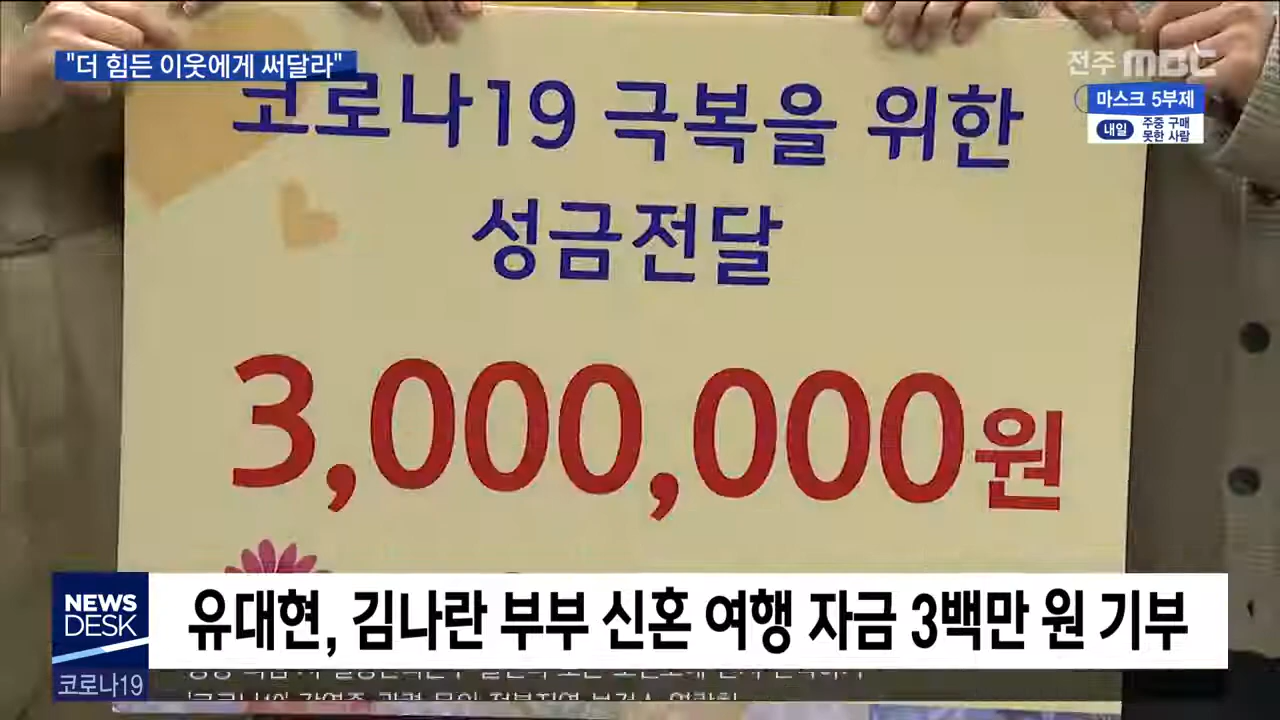 "더 힘든 이웃에게 써달라"
전주 MBC
마스크 5부제
내일
주중 구매
못한 사람
코로나19 극복을 위한
성금전달
3,000,000원
NEWS
DESK
유대현, 김나란 부부 신혼 여행 자금 3백만 원 기부
코로나19